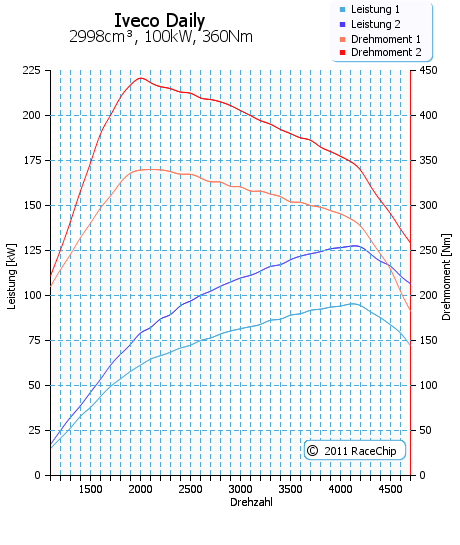 Iveco Daily
2998cm³, 100kW, 360Nm
Leistung 1
Leistung 2
Drehmoment 1
Drehmoment 2
225
200
175
150
125
100
75
50
25
0
Leistung [kW]
450
400
350
300
250
200
150
100
50
0
Drehmoment [Nm]
1500 2000 2500 3000 3500 4000 4500
Drehzahl
© 2011 RaceChip